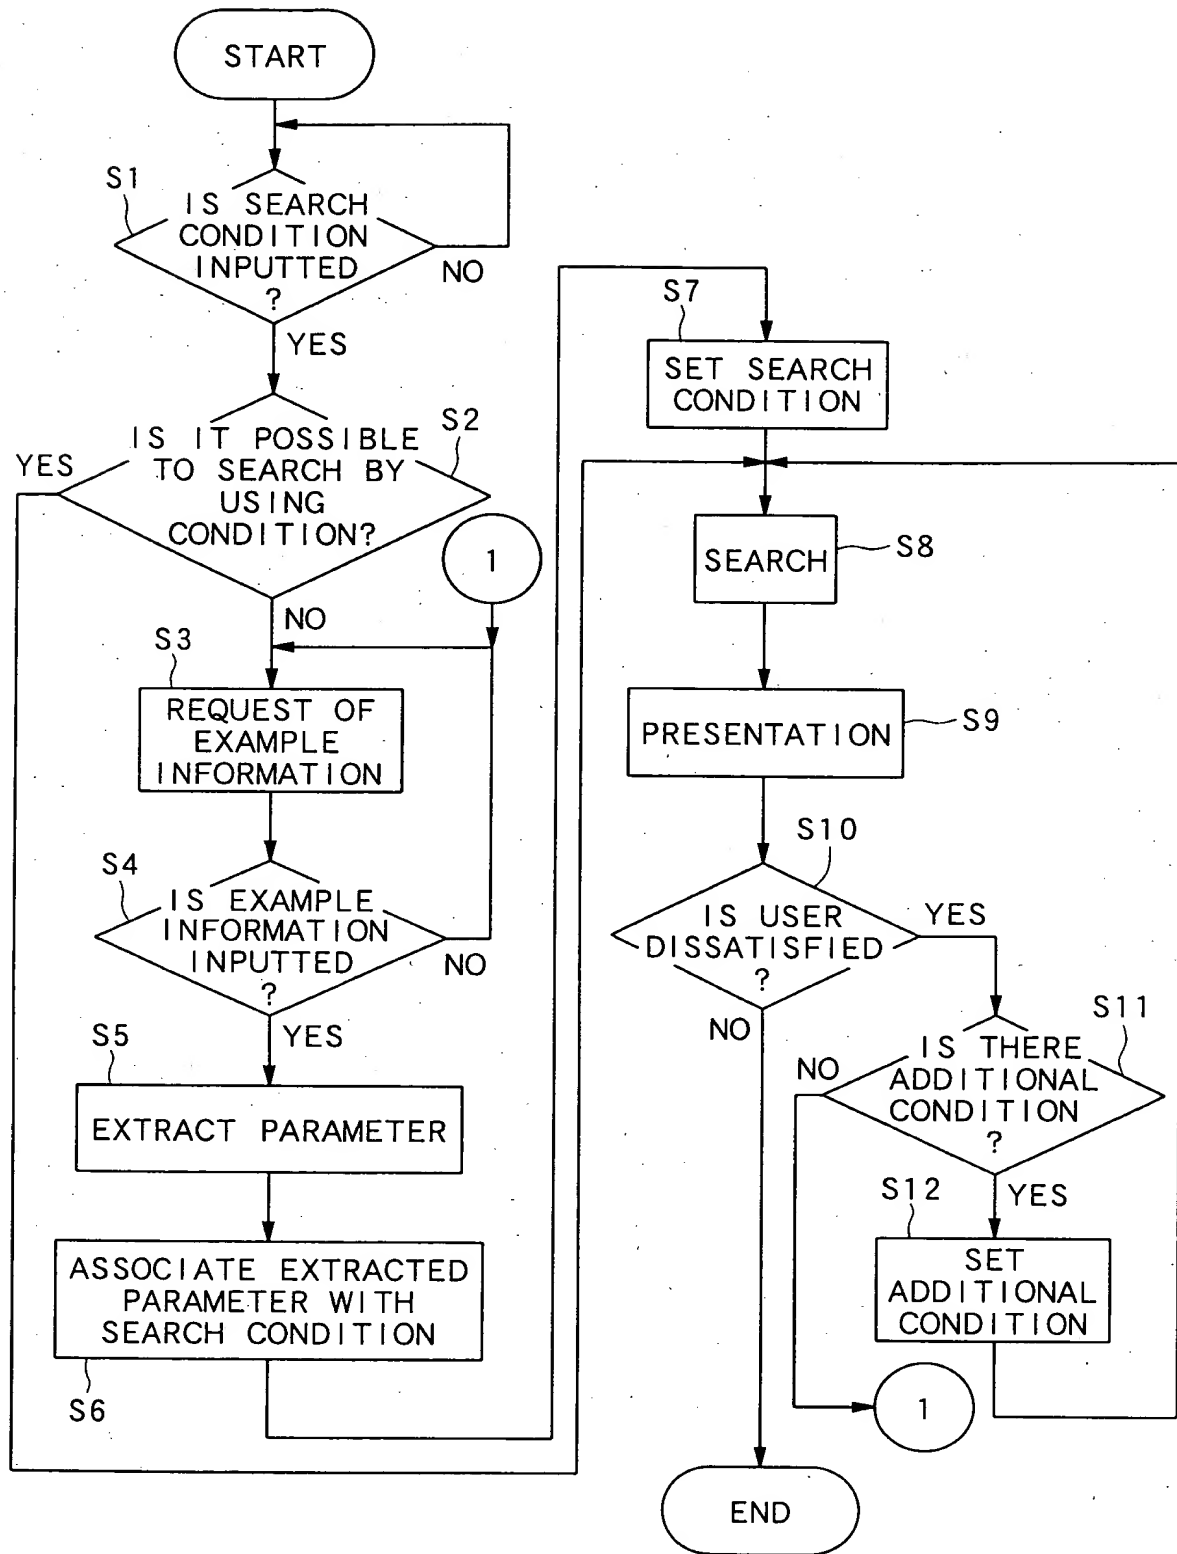 START
S1
IS SEARCH
CONDITION
INPUTTED
?
NO
YES
S2
IS IT POSSIBLE
TO SEARCH BY
USING
CONDITION?
YES
NO
1
S3
REQUEST OF
EXAMPLE
INFORMATION
S4
IS EXAMPLE
INFORMATION
INPUTTED
?
NO
YES
S5
EXTRACT PARAMETER
ASSOCIATE EXTRACTED
PARAMETER WITH
SEARCH CONDITION
S6
S7
SET SEARCH
CONDITION
SEARCH
S8
PRESENTATION
S9
S10
IS USER
DISSATISFIED
?
YES
NO
S11
IS THERE
ADDITIONAL
CONDITION
?
NO
YES
S12
SET
ADDITIONAL
CONDITION
1
END